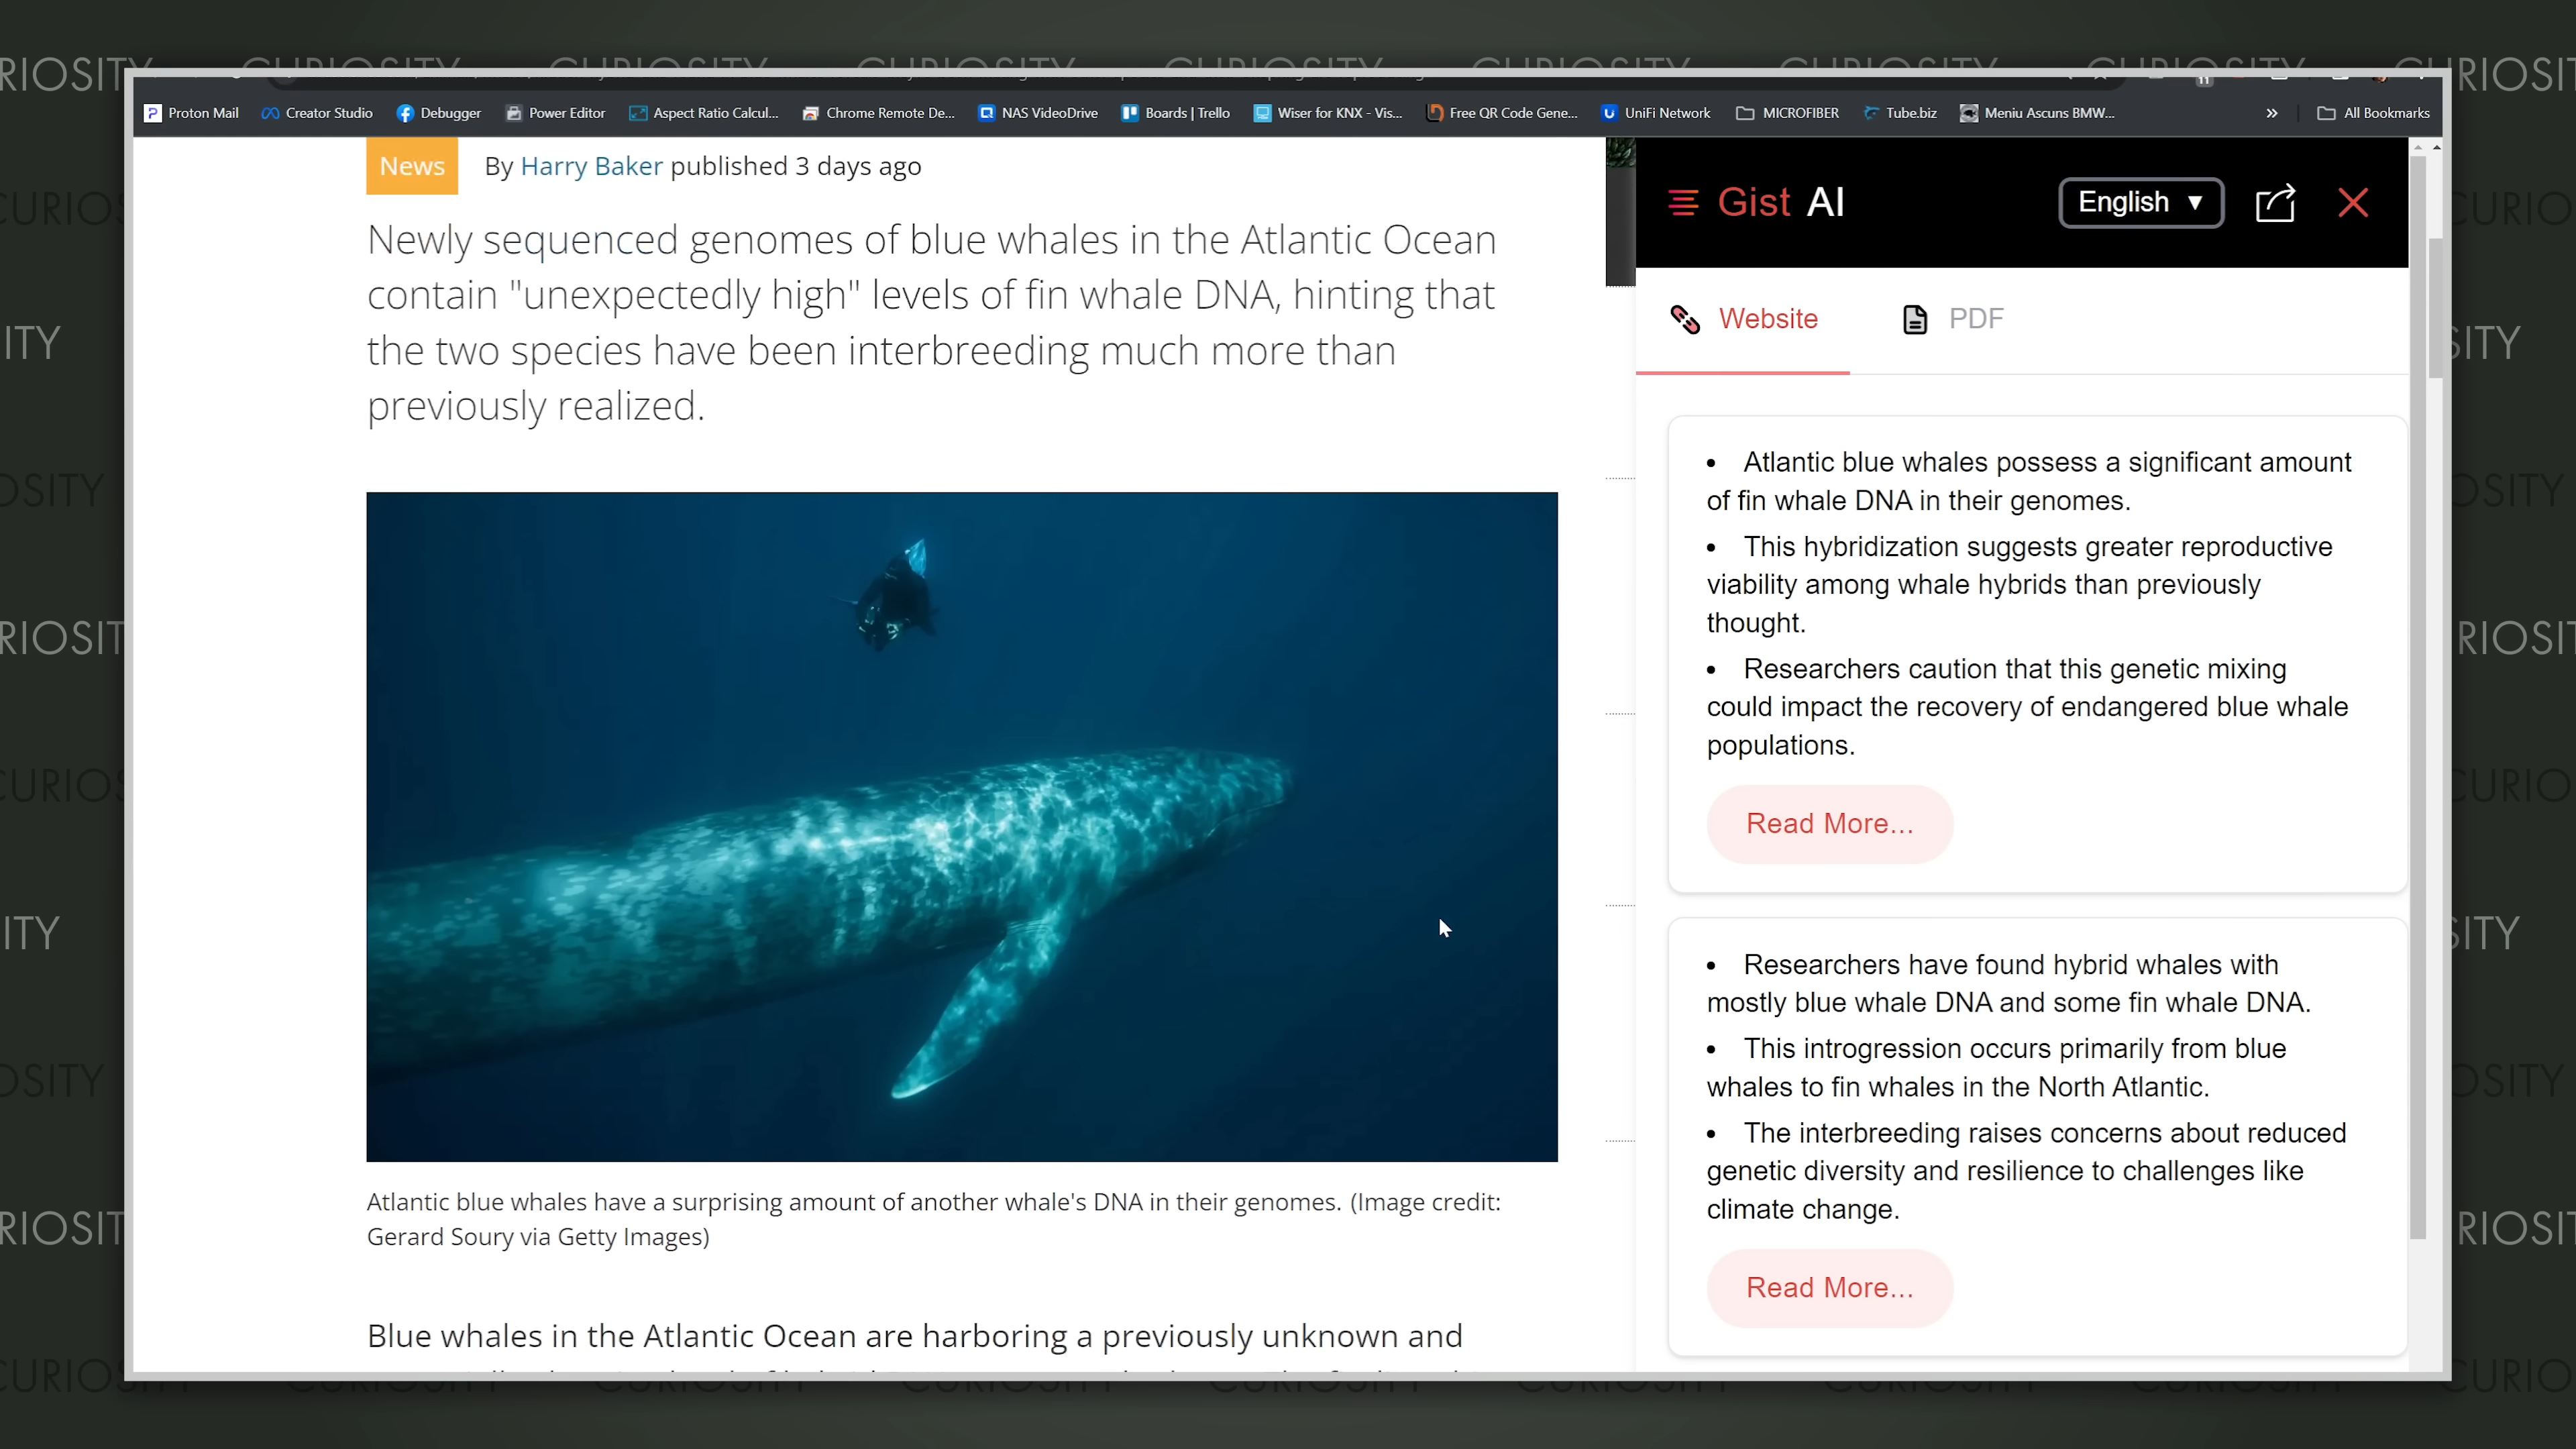 Proton Mail
Creator Studio
Debugger
Power Editor
Aspect Ratio Calcul...
Chrome Remote De...
NAS VideoDrive
Boards | Trello
Wiser for KNX - Vis...
Free QR Code Gene...
UniFi Network
MICROFIBER
Tube.biz
Meniu Ascuns BMW...
»
All Bookmarks
News
By Harry Baker published 3 days ago
Newly sequenced genomes of blue whales in the Atlantic Ocean
contain "unexpectedly high" levels of fin whale DNA, hinting that
the two species have been interbreeding much more than
previously realized.
Atlantic blue whales have a surprising amount of another whale's DNA in their genomes. (Image credit:
Gerard Soury via Getty Images)
Blue whales in the Atlantic Ocean are harboring a previously unknown and
Gist AI
English ▼
Website
PDF
• Atlantic blue whales possess a significant amount
of fin whale DNA in their genomes.
• This hybridization suggests greater reproductive
viability among whale hybrids than previously
thought.
• Researchers caution that this genetic mixing
could impact the recovery of endangered blue whale
populations.
Read More...
• Researchers have found hybrid whales with
mostly blue whale DNA and some fin whale DNA.
• This introgression occurs primarily from blue
whales to fin whales in the North Atlantic.
• The interbreeding raises concerns about reduced
genetic diversity and resilience to challenges like
climate change.
Read More...